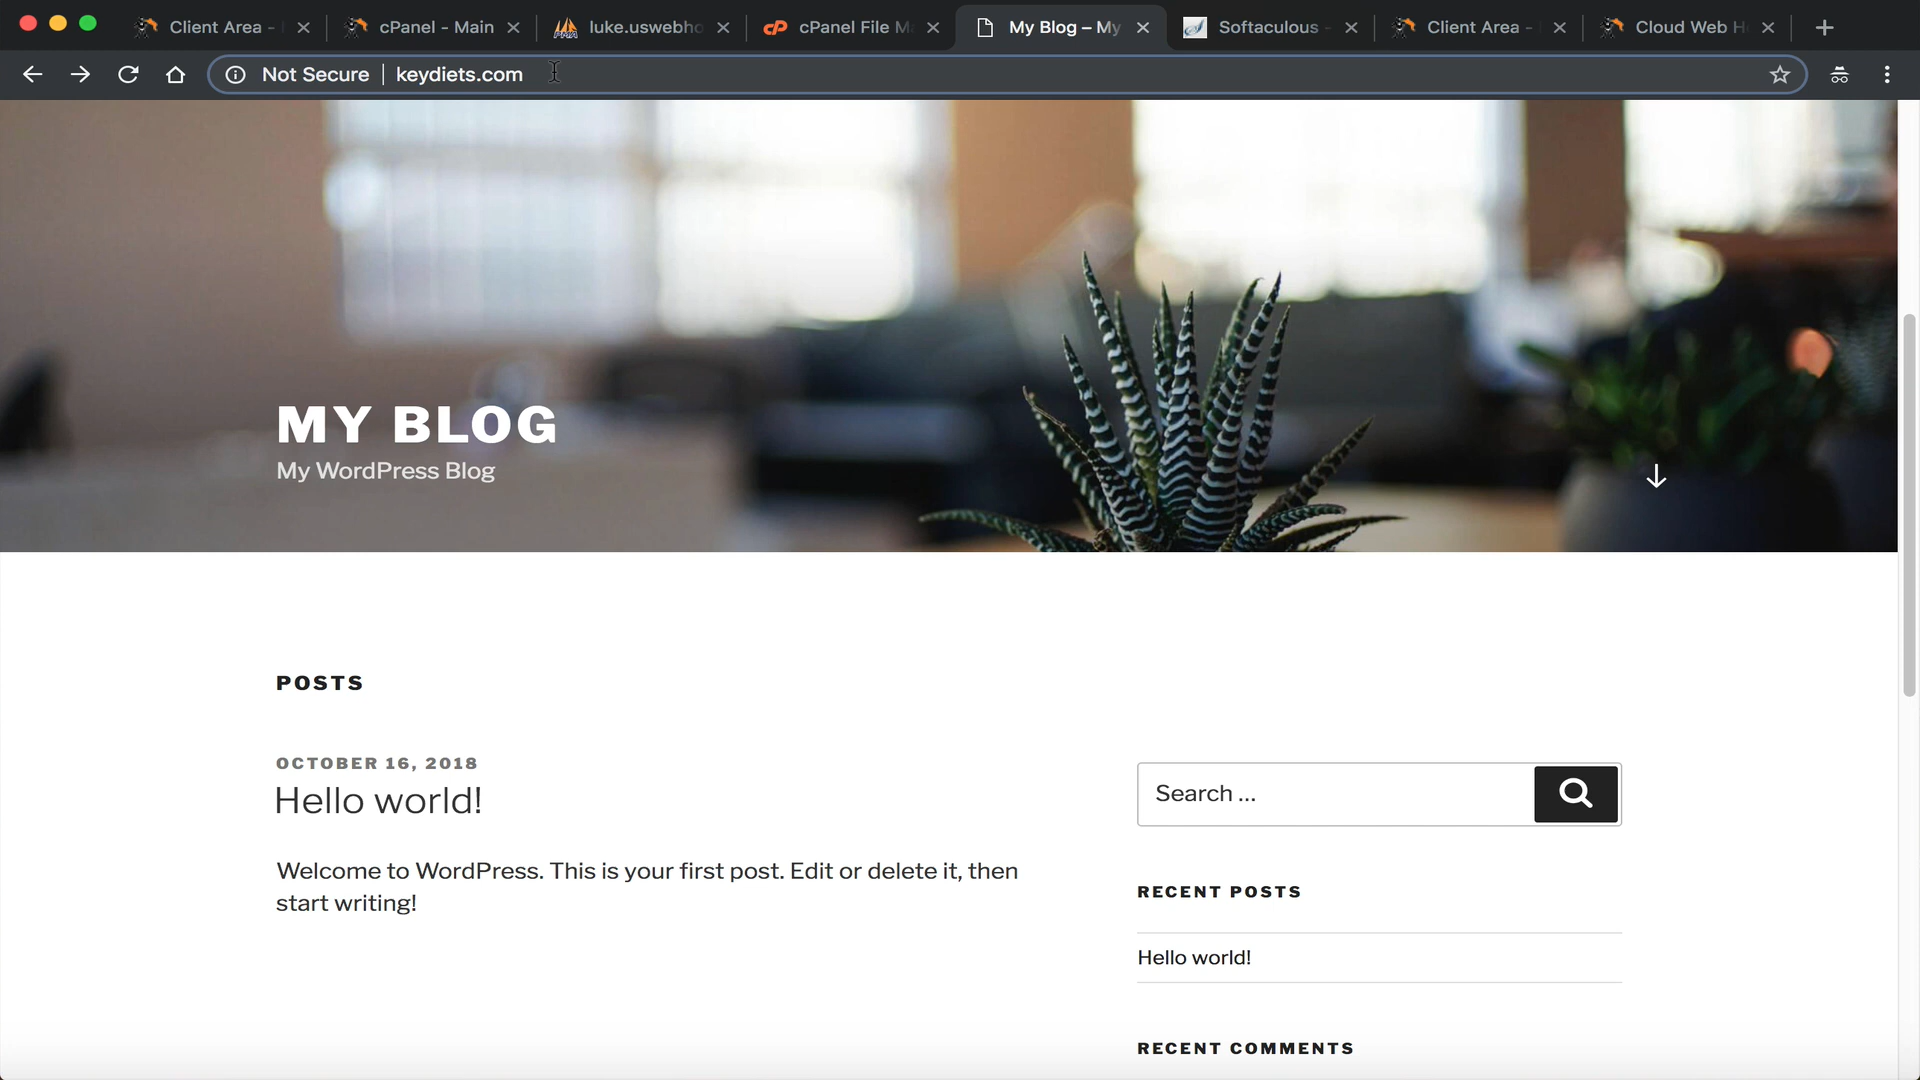 Client Area -
cPanel - Main
luke.uswebho
cPanel File M
My Blog – My
Softaculous -
Client Area -
Cloud Web H
Not Secure
keydiets.com
MY BLOG
My WordPress Blog
POSTS
OCTOBER 16, 2018
Hello world!
Welcome to WordPress. This is your first post. Edit or delete it, then
start writing!
Search ...
RECENT POSTS
Hello world!
RECENT COMMENTS